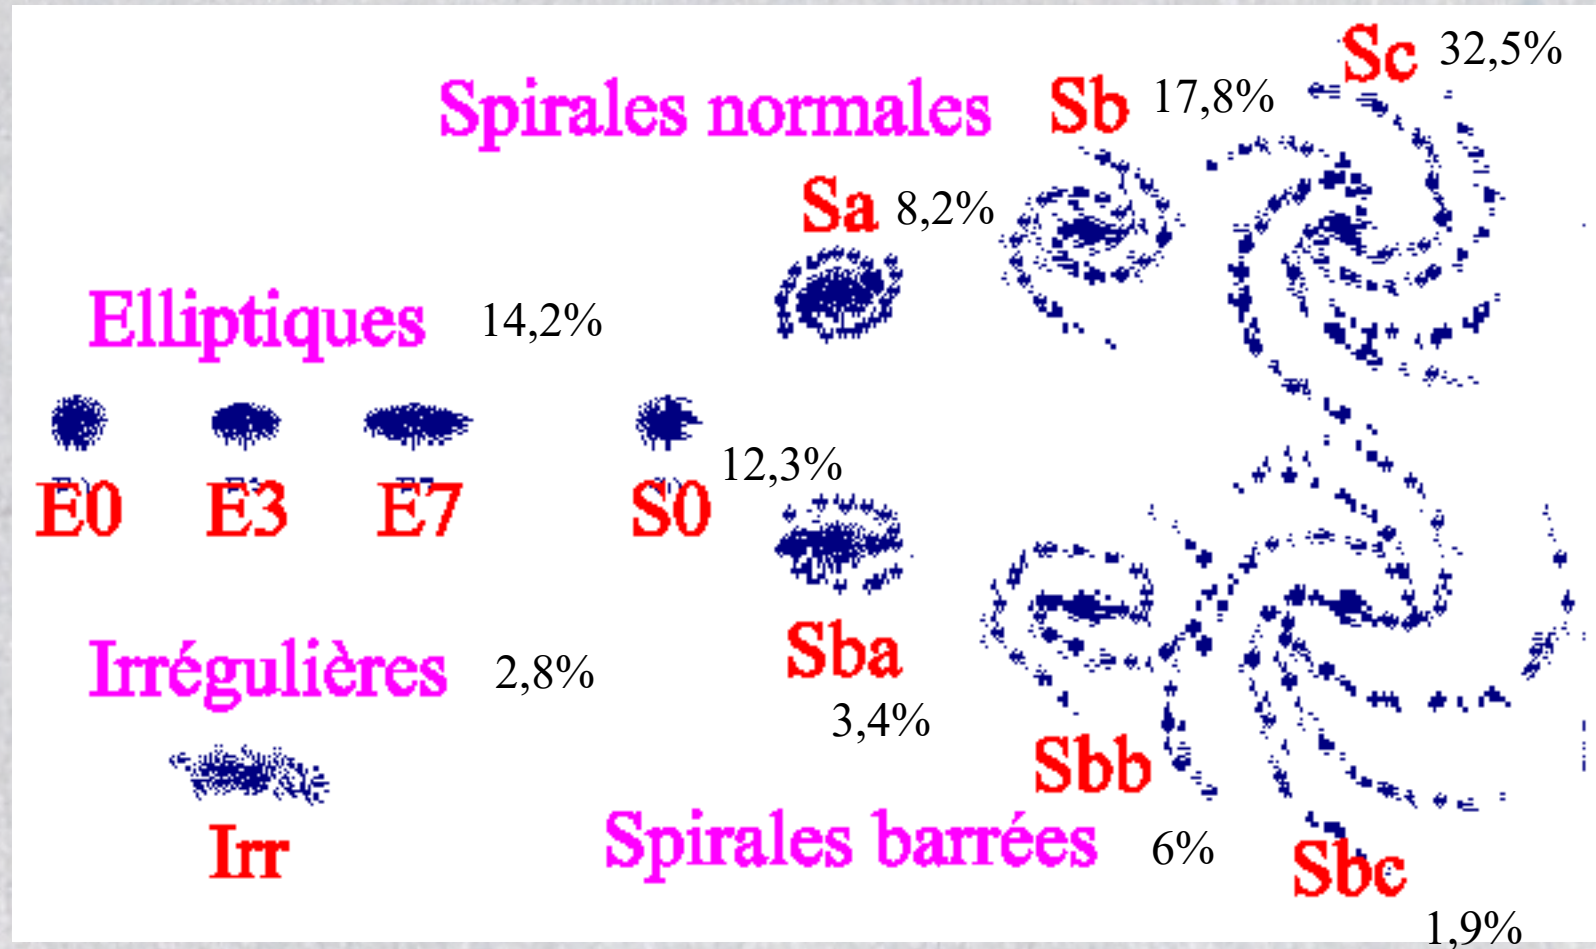 Sc 32,5%
Spirales normales
Sb 17,8%
Sa 8,2%
Elliptiques 14,2%
E0 E3 E7 S0 12,3%
Sba
3,4%
Irrégulières 2,8%
Irr
Sbb
Spirales barrées 6%
Sbc
1,9%